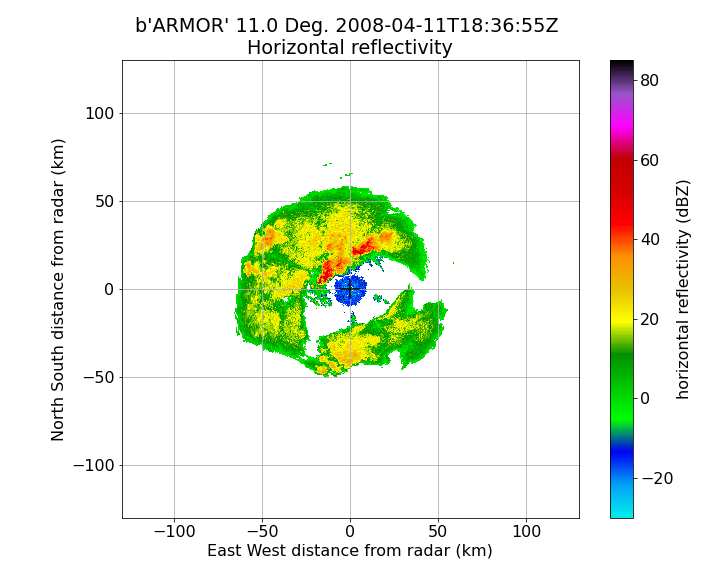 b'ARMOR' 11.0 Deg. 2008-04-11T18:36:55Z
Horizontal reflectivity
100
50
0
−50
−100
North South distance from radar (km)
−100 −50 0 50 100
East West distance from radar (km)
80
60
40
20
0
−20
horizontal reflectivity (dBZ)